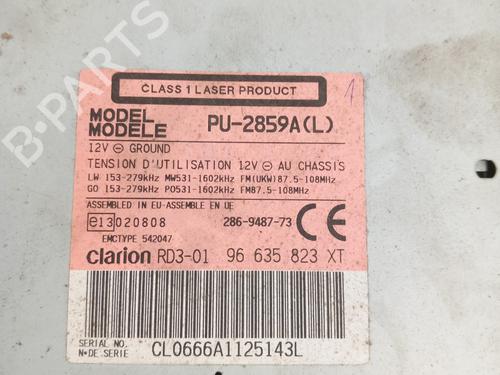 B-PARTS
CLASS 1 LASER PRODUCT
1
MODEL
MODELE PU-2859A(L)
12V ⊖ GROUND
TENSION D'UTILISATION 12V ⊖ AU CHASSIS
LW 153-279kHz MW531-1602kHz FM(UKW)87.5-108MHz
GO 153-279kHz PO531-1602kHz FM87.5-108MHz
ASSEMBLED IN EU-ASSEMBLE EN UE
e13 020808 286-9487-73 CE
EMCTYPE 542047
clarion RD3-01 96 635 823 XT
SERIAL NO.
N• DE SERIE CL0666A1125143L